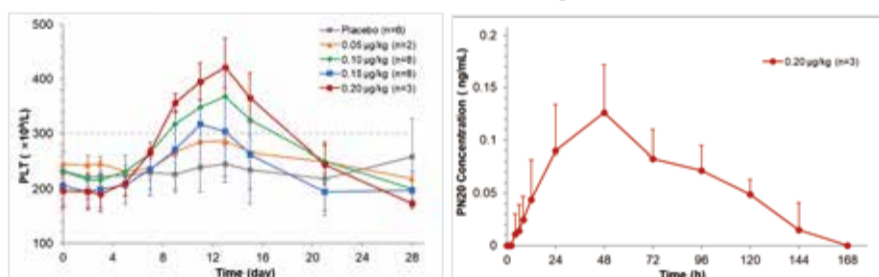 500
400
300
200
100
PLT ( ×10⁹/L)
0
4
8
12
16
20
24
28
Time (day)
Placebo (n=6)
0.05 μg/kg (n=2)
0.10 μg/kg (n=8)
0.15 μg/kg (n=8)
0.20 μg/kg (n=3)
0.2
0.15
0.1
0.05
0
PN20 Concentration ( ng/mL)
0
24
48
72
96
120
144
168
Time (h)
0.20 μg/kg (n=3)